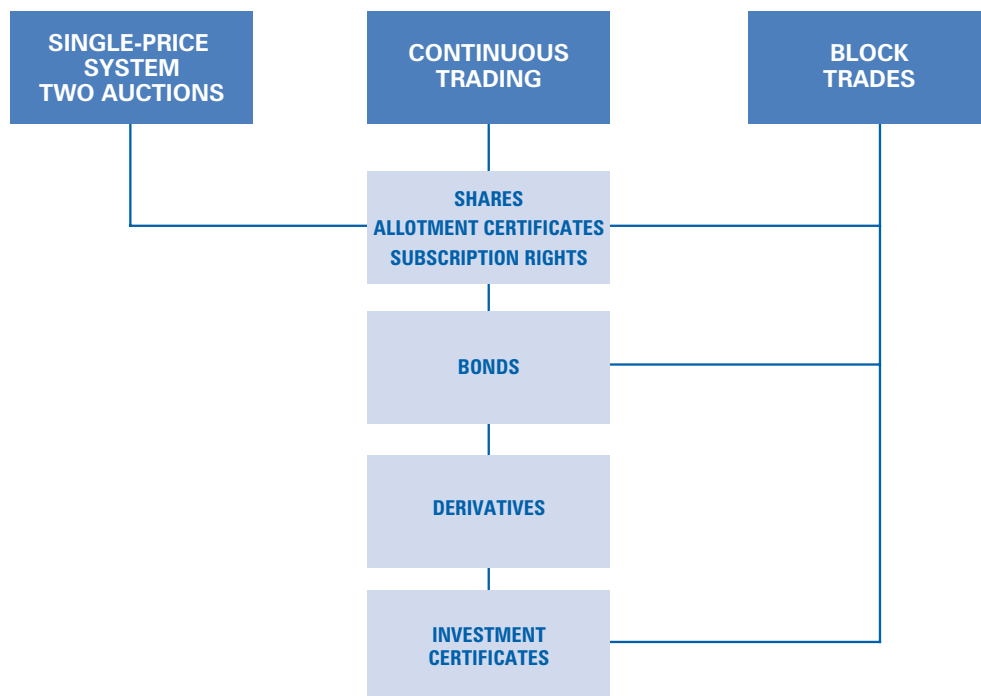 SINGLE-PRICE
SYSTEM
TWO AUCTIONS
CONTINUOUS
TRADING
BLOCK
TRADES
SHARES
ALLOTMENT CERTIFICATES
SUBSCRIPTION RIGHTS
BONDS
DERIVATIVES
INVESTMENT
CERTIFICATES